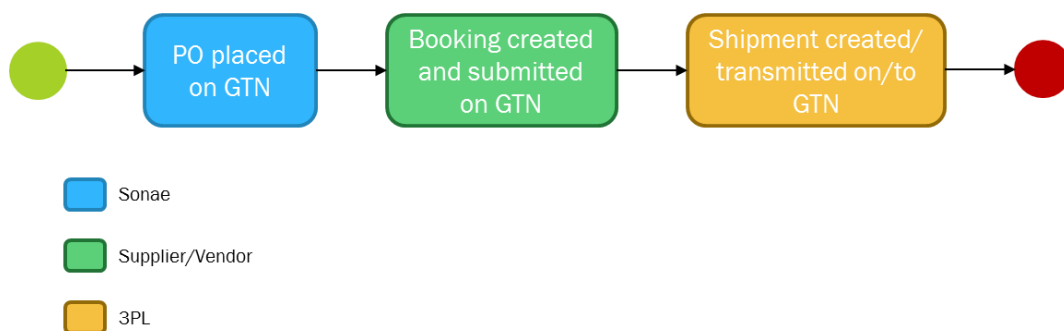 PO placed
on GTN
Booking created
and submitted
on GTN
Shipment created/
transmitted on/to
GTN
Sonae
Supplier/Vendor
3PL